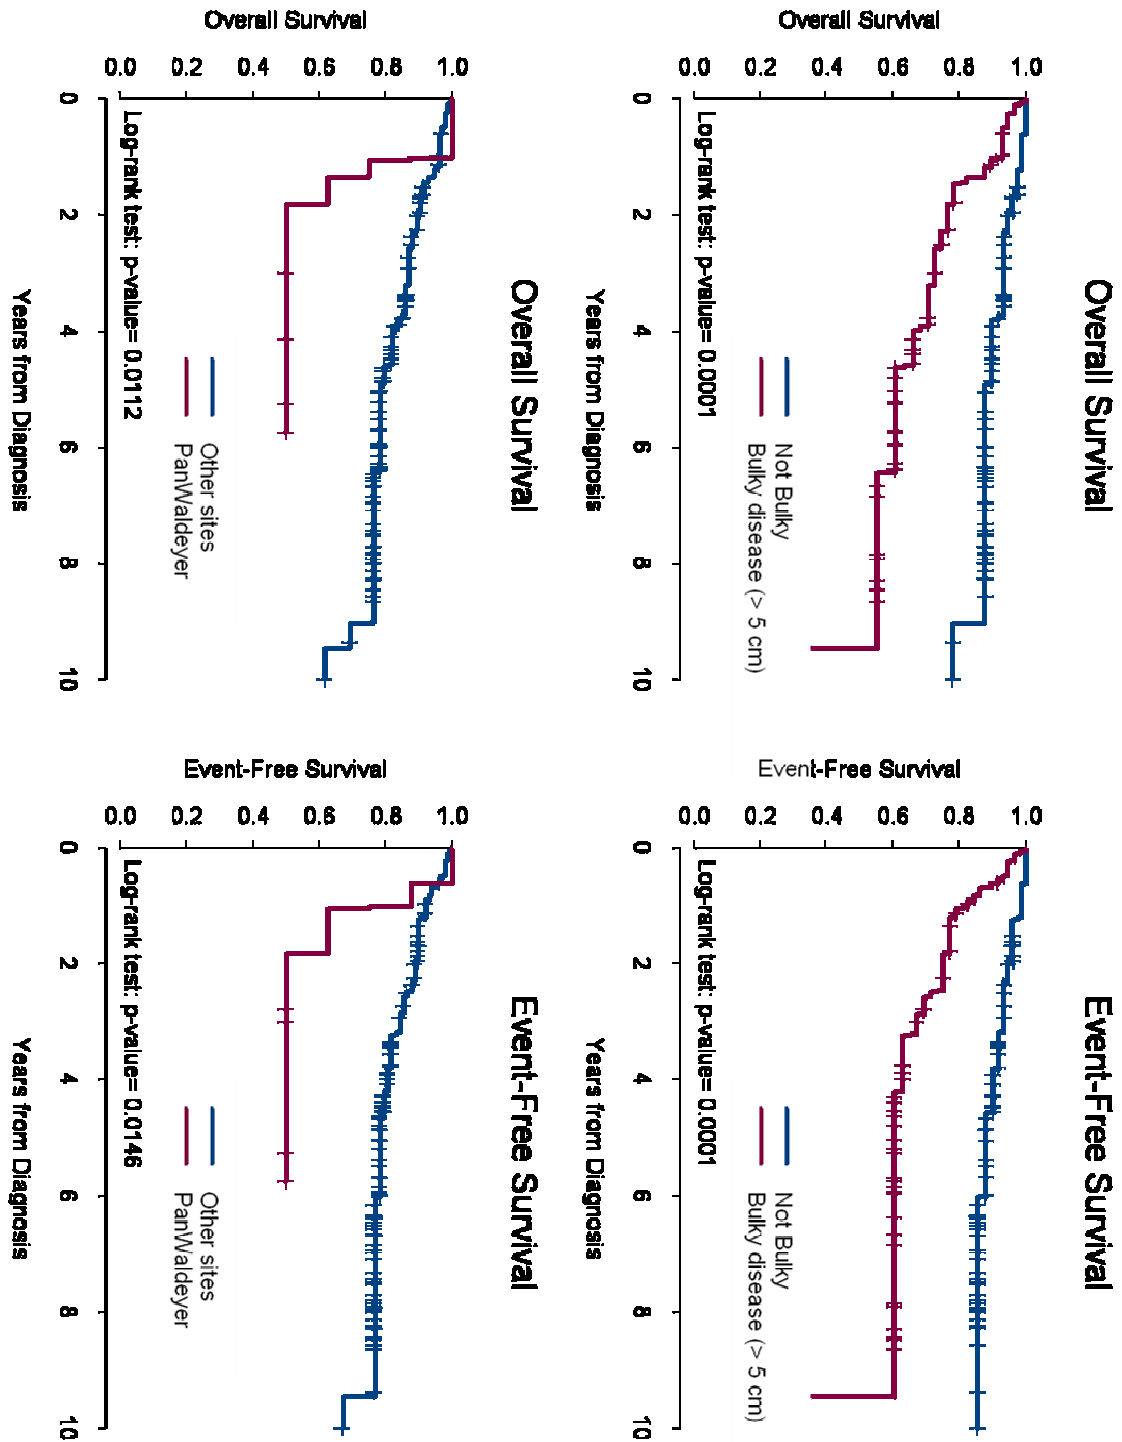 Overall Survival
Overall Survival
1.0
0.8
0.6
0.4
0.2
0.0
Not Bulky
Bulky disease (> 5 cm)
Log-rank test: p-value= 0.0001
0 2 4 6 8 10
Years from Diagnosis
Event-Free Survival
Event-Free Survival
1.0
0.8
0.6
0.4
0.2
0.0
Not Bulky
Bulky disease (> 5 cm)
Log-rank test: p-value= 0.0001
0 2 4 6 8 10
Years from Diagnosis
Overall Survival
Overall Survival
1.0
0.8
0.6
0.4
0.2
0.0
Other sites
PanWaldeyer
Log-rank test: p-value= 0.0112
0 2 4 6 8 10
Years from Diagnosis
Event-Free Survival
Event-Free Survival
1.0
0.8
0.6
0.4
0.2
0.0
Other sites
PanWaldeyer
Log-rank test: p-value= 0.0146
0 2 4 6 8 10
Years from Diagnosis